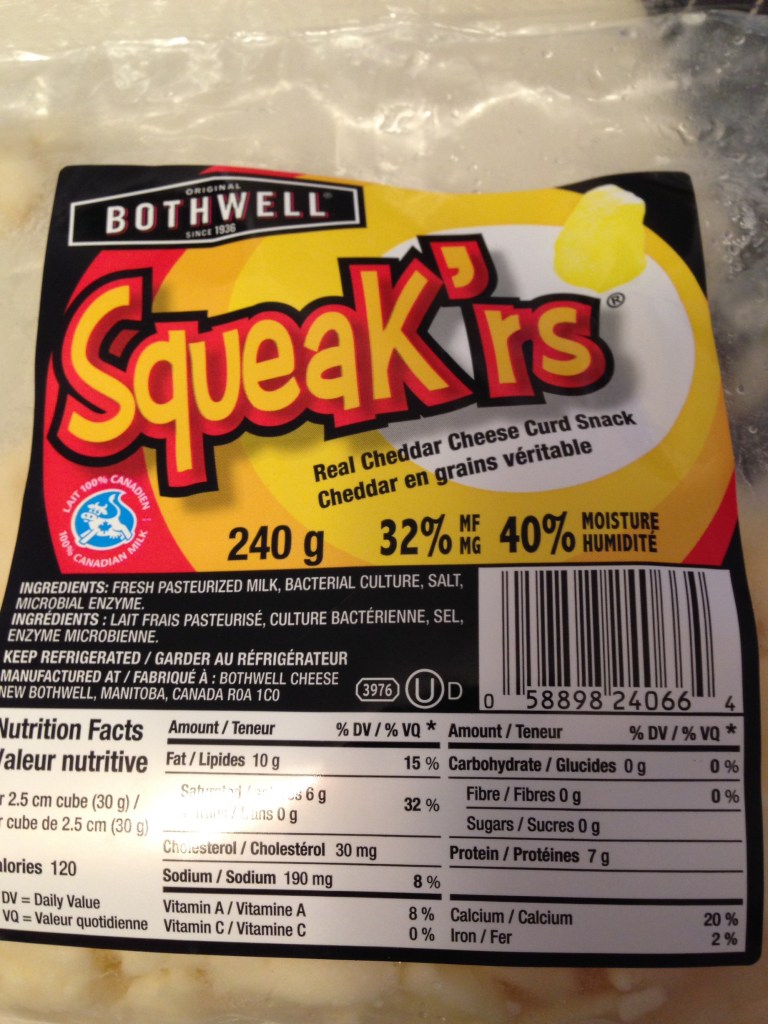 ORIGINAL
BOTHWELL
SINCE 1936
Squeak'rs®
Real Cheddar Cheese Curd Snack
Cheddar en grains véritable
LAIT 100% CANADIEN
100% CANADIAN MILK
240 g 32% MF MG 40% MOISTURE HUMIDITÉ
INGREDIENTS: FRESH PASTEURIZED MILK, BACTERIAL CULTURE, SALT,
MICROBIAL ENZYME.
INGRÉDIENTS : LAIT FRAIS PASTEURISÉ, CULTURE BACTÉRIENNE, SEL,
ENZYME MICROBIENNE.
KEEP REFRIGERATED / GARDER AU RÉFRIGÉRATEUR
MANUFACTURED AT / FABRIQUÉ À : BOTHWELL CHEESE
NEW BOTHWELL, MANITOBA, CANADA R0A 1C0
3976 U D
0 58898 24066 4
Nutrition Facts
Valeur nutritive
r 2.5 cm cube (30 g) /
r cube de 2.5 cm (30 g)
alories 120
DV = Daily Value
VQ = Valeur quotidienne
Amount / Teneur % DV / % VQ *
Fat / Lipides 10 g 15 %
Saturated 6 g
0 g 32 %
Cholesterol / Cholestérol 30 mg
Sodium / Sodium 190 mg 8 %
Vitamin A / Vitamine A 8 %
Vitamin C / Vitamine C 0 %
Amount / Teneur % DV / % VQ *
Carbohydrate / Glucides 0 g 0 %
Fibre / Fibres 0 g 0 %
Sugars / Sucres 0 g
Protein / Protéines 7 g
Calcium / Calcium 20 %
Iron / Fer 2 %